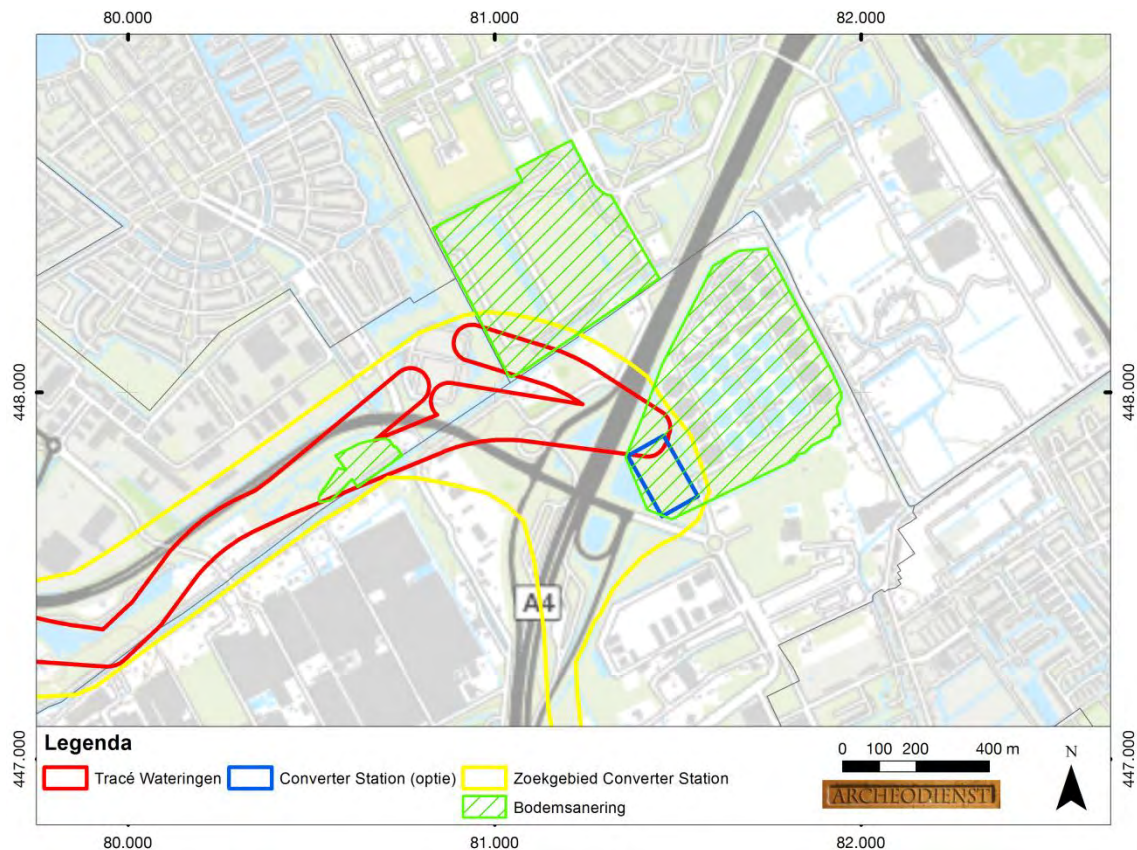 80.000 81.000 82.000
448.000 448.000
A4
447.000 447.000
Legenda
0 100 200 400 m N
Tracé Wateringen Converter Station (optie) Zoekgebied Converter Station
Bodemsanering
ARCHEODIENST
80.000 81.000 82.000